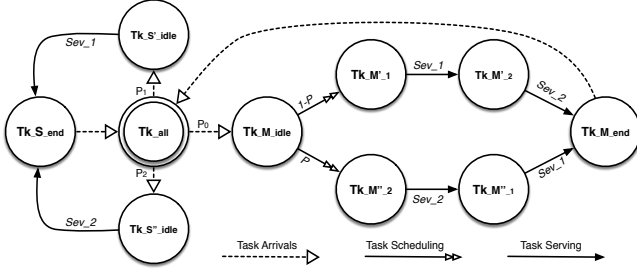 Sev_1
Tk_S'_idle
P₁
Tk_S_end
Tk_all
P₀
Tk_M_idle
1-P
P
Tk_M'_1
Sev_1
Tk_M'_2
Sev_2
Tk_M_end
Tk_M"_2
Sev_2
Tk_M"_1
Sev_1
P₂
Sev_2
Tk_S"_idle
Task Arrivals
Task Scheduling
Task Serving